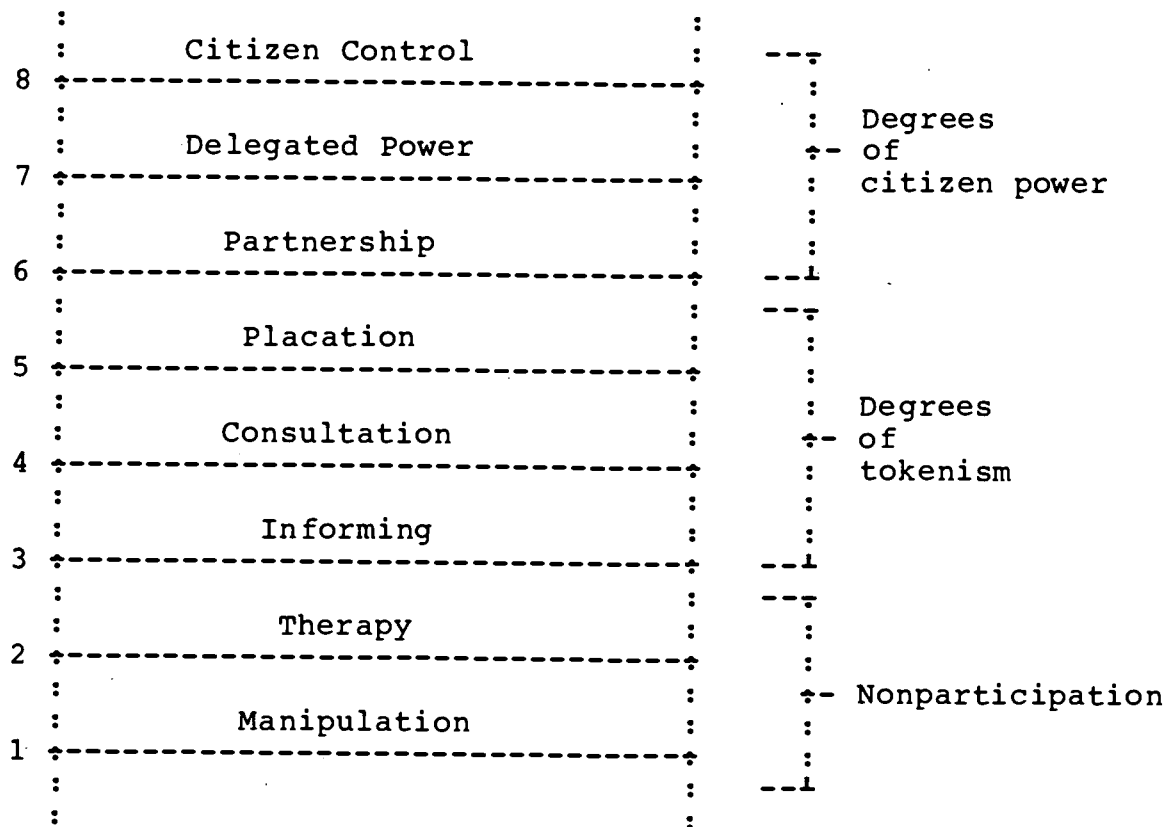 Citizen Control
8
Delegated Power
7
Partnership
6
Placation
5
Consultation
4
Informing
3
Therapy
2
Manipulation
1
Degrees
of
citizen power
Degrees
of
tokenism
Nonparticipation